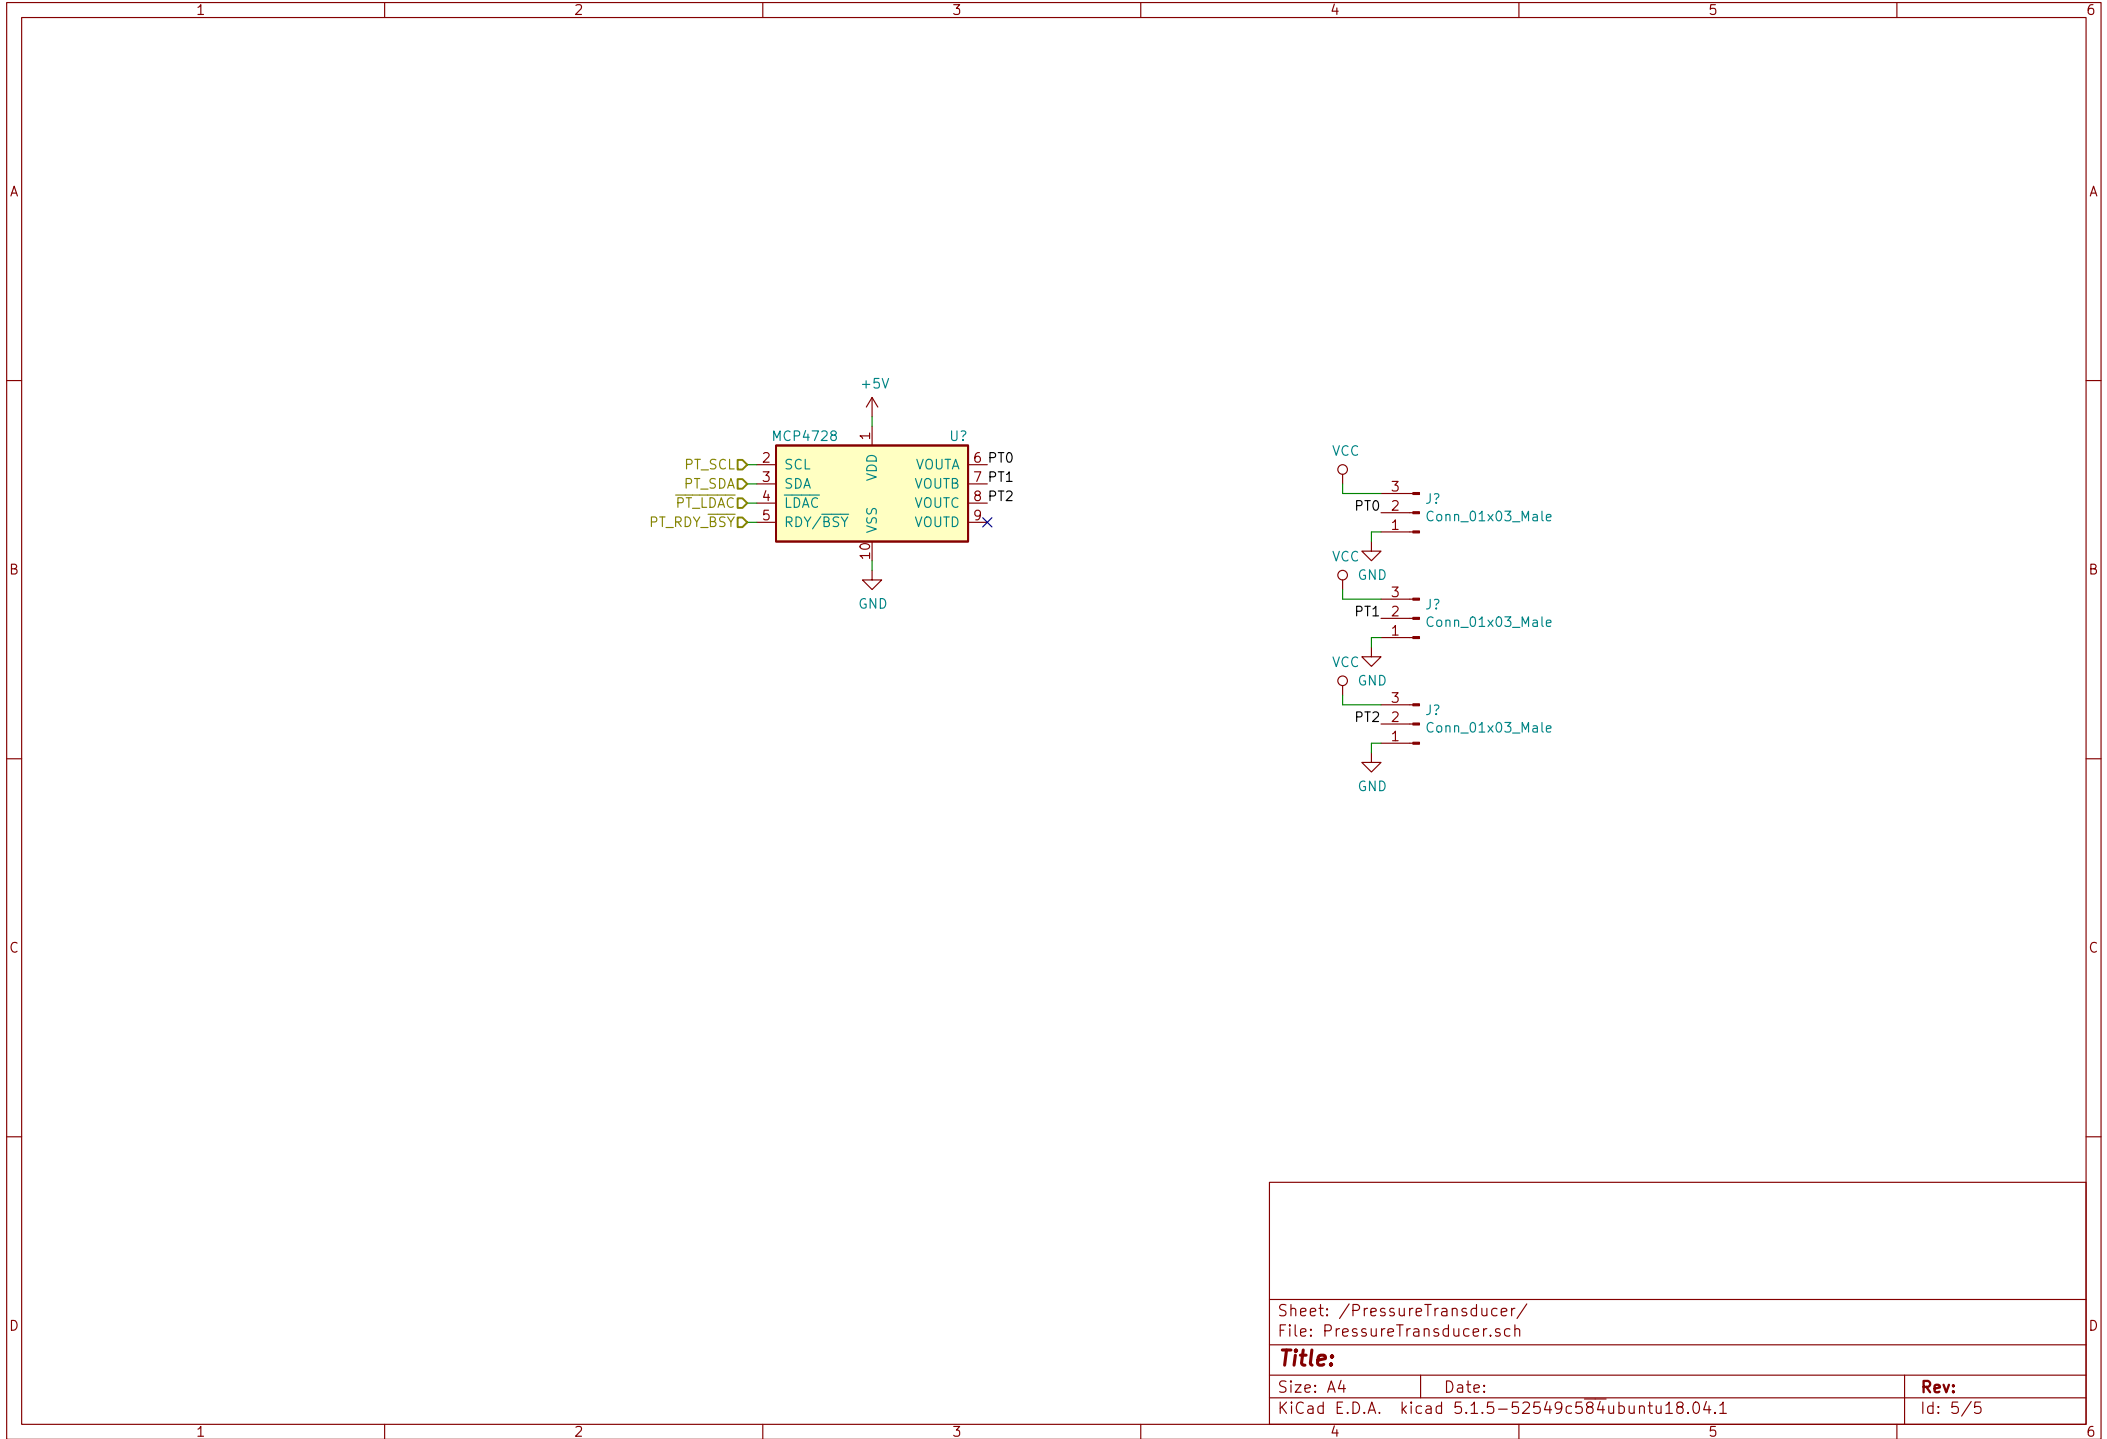 1 2 3 4 5 6
A A
+5V
MCP4728 U?
1
PT_SCL 2 SCL VDD VOUTA 6 PT0
PT_SDA 3 SDA VOUTB 7 PT1
PT_LDAC 4 LDAC VSS VOUTC 8 PT2
PT_RDY_BSY 5 RDY/BSY VOUTD 9
10
GND
VCC
3 J?
PT0 2 Conn_01x03_Male
1
GND
VCC
3 J?
PT1 2 Conn_01x03_Male
1
GND
VCC
3 J?
PT2 2 Conn_01x03_Male
1
GND
B B
C C
D D
Sheet: /PressureTransducer/
File: PressureTransducer.sch
Title:
Size: A4 Date: Rev:
KiCad E.D.A. kicad 5.1.5-52549c584ubuntu18.04.1 Id: 5/5
1 2 3 4 5 6